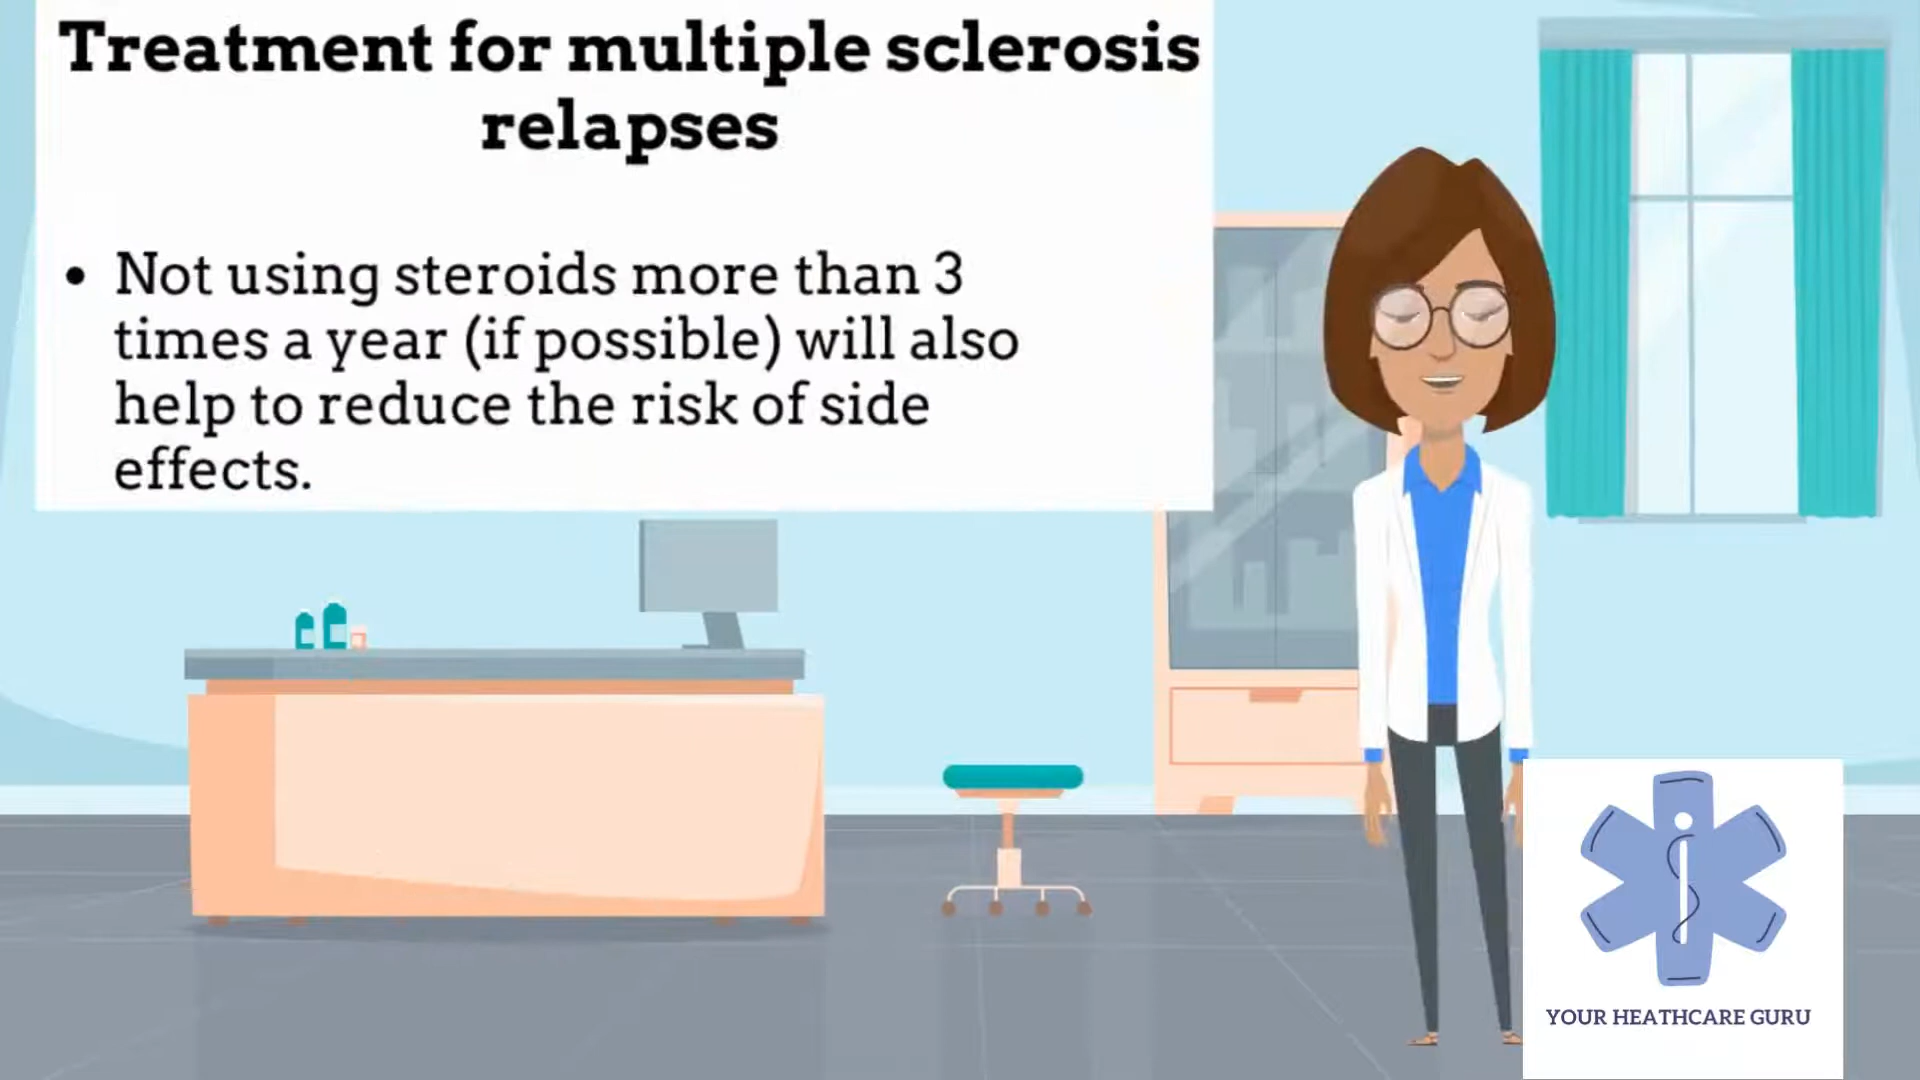 Treatment for multiple sclerosis
relapses
• Not using steroids more than 3
times a year (if possible) will also
help to reduce the risk of side
effects.
YOUR HEATHCARE GURU